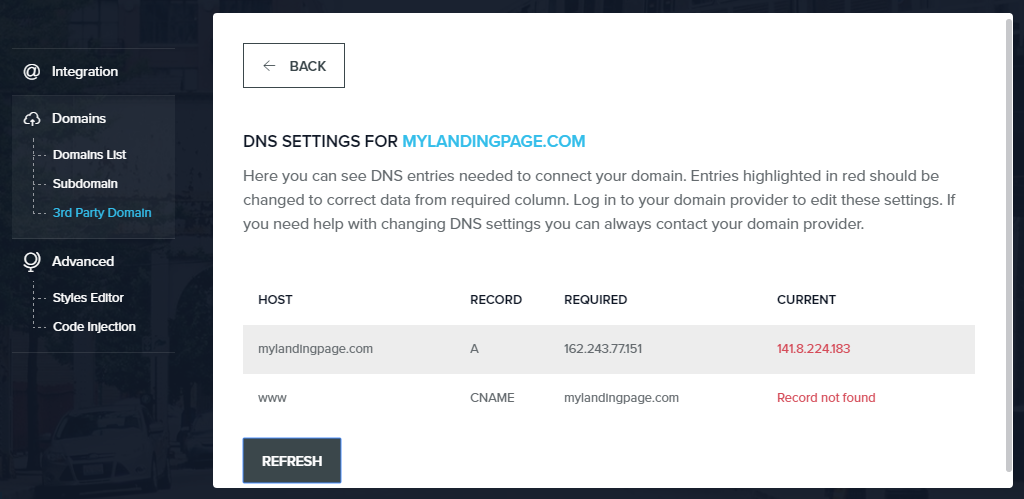 @ Integration
Domains
Domains List
Subdomain
3rd Party Domain
Advanced
Styles Editor
Code Injection
← BACK
DNS SETTINGS FOR MYLANDINGPAGE.COM
Here you can see DNS entries needed to connect your domain. Entries highlighted in red should be
changed to correct data from required column. Log in to your domain provider to edit these settings. If
you need help with changing DNS settings you can always contact your domain provider.
HOST RECORD REQUIRED CURRENT
mylandingpage.com A 162.243.77.151 141.8.224.183
www CNAME mylandingpage.com Record not found
REFRESH